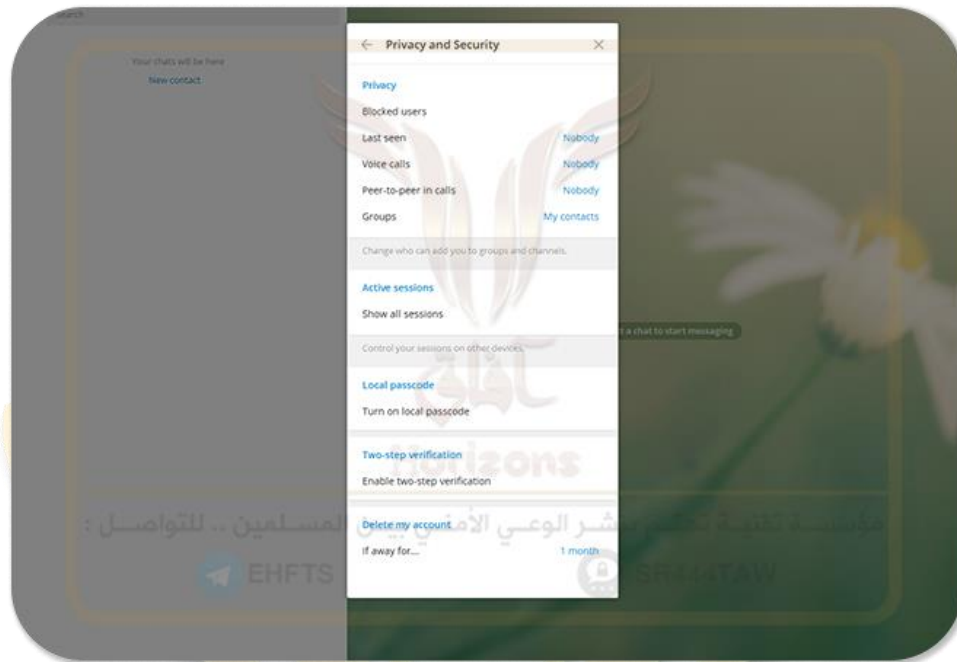 search
Your chats will be here
New contact
Privacy and Security
Privacy
Blocked users
Last seen Nobody
Voice calls Nobody
Peer-to-peer in calls Nobody
Groups My contacts
Change who can add you to groups and channels.
Active sessions
Show all sessions
t a chat to start messaging
Control your sessions on other devices.
آفاق
Local passcode
Turn on local passcode
Horizons
Two-step verification
Enable two-step verification
مؤسسة تقنية بنشر الوعي الأمني بين المسلمين .. للتواصل :
Delete my account
If away for... 1 month
EHFTS